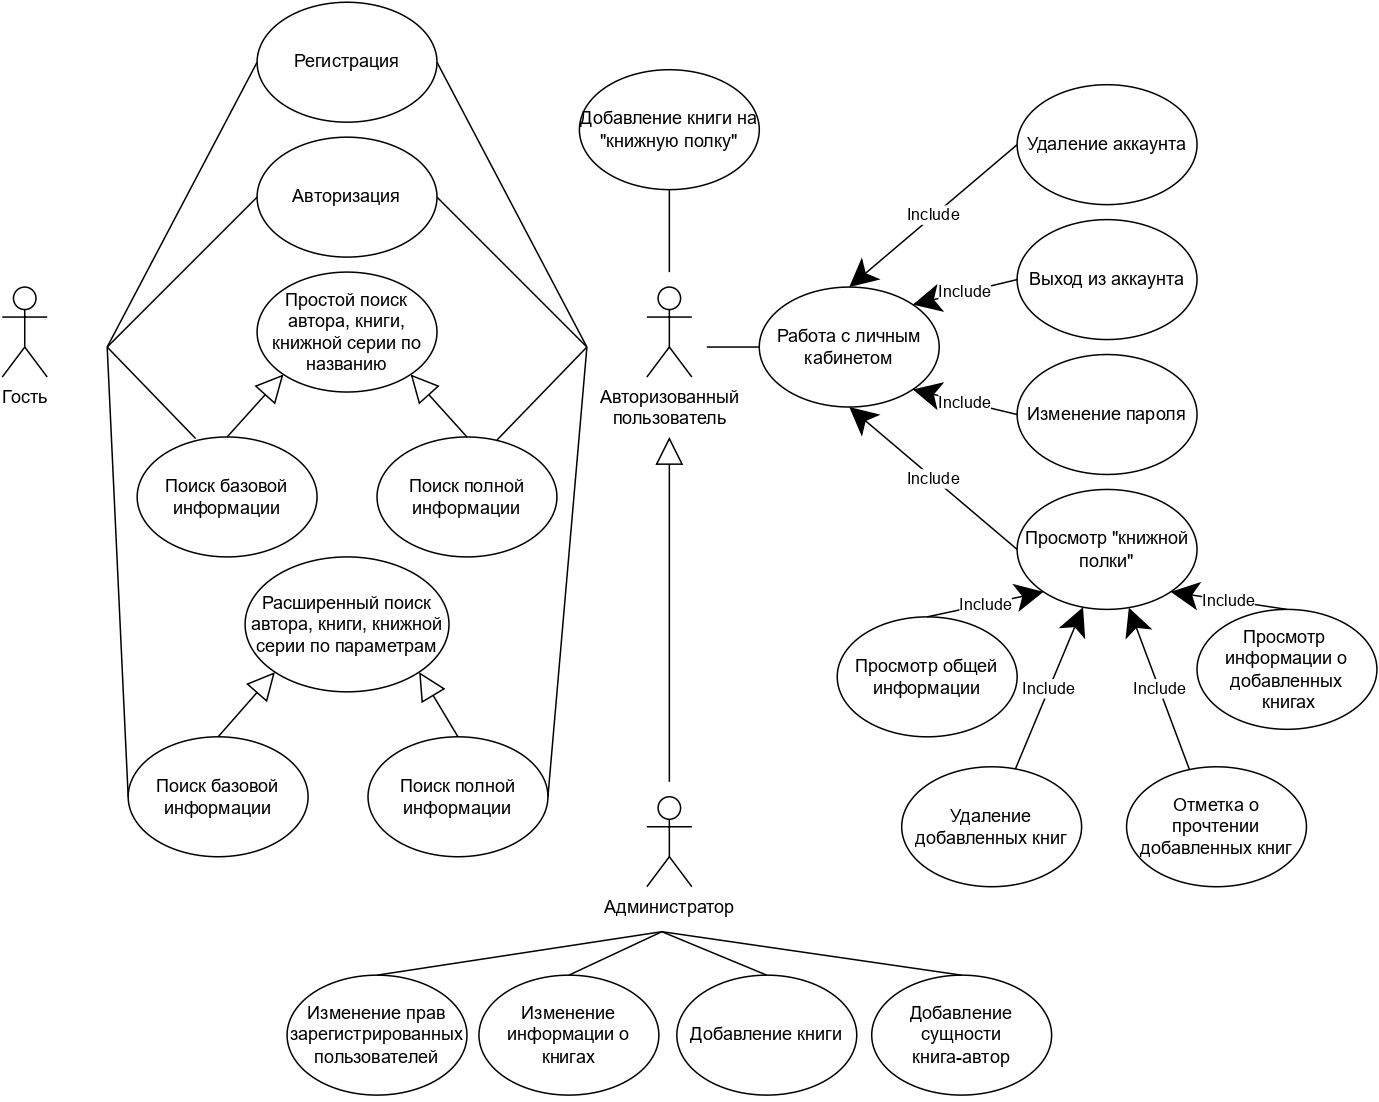 Регистрация
Авторизация
Простой поиск
автора, книги,
книжной серии по
названию
Гость
Поиск базовой
информации
Поиск полной
информации
Расширенный поиск
автора, книги, книжной
серии по параметрам
Поиск базовой
информации
Поиск полной
информации
Добавление книги на
"книжную полку"
Авторизованный
пользователь
Работа с личным
кабинетом
Include
Include
Include
Include
Удаление аккаунта
Выход из аккаунта
Изменение пароля
Просмотр "книжной
полки"
Include
Include
Include
Include
Просмотр общей
информации
Просмотр
информации о
добавленных
книгах
Удаление
добавленных книг
Отметка о
прочтении
добавленных книг
Администратор
Изменение прав
зарегистрированных
пользователей
Изменение
информации о
книгах
Добавление книги
Добавление
сущности
книга-автор